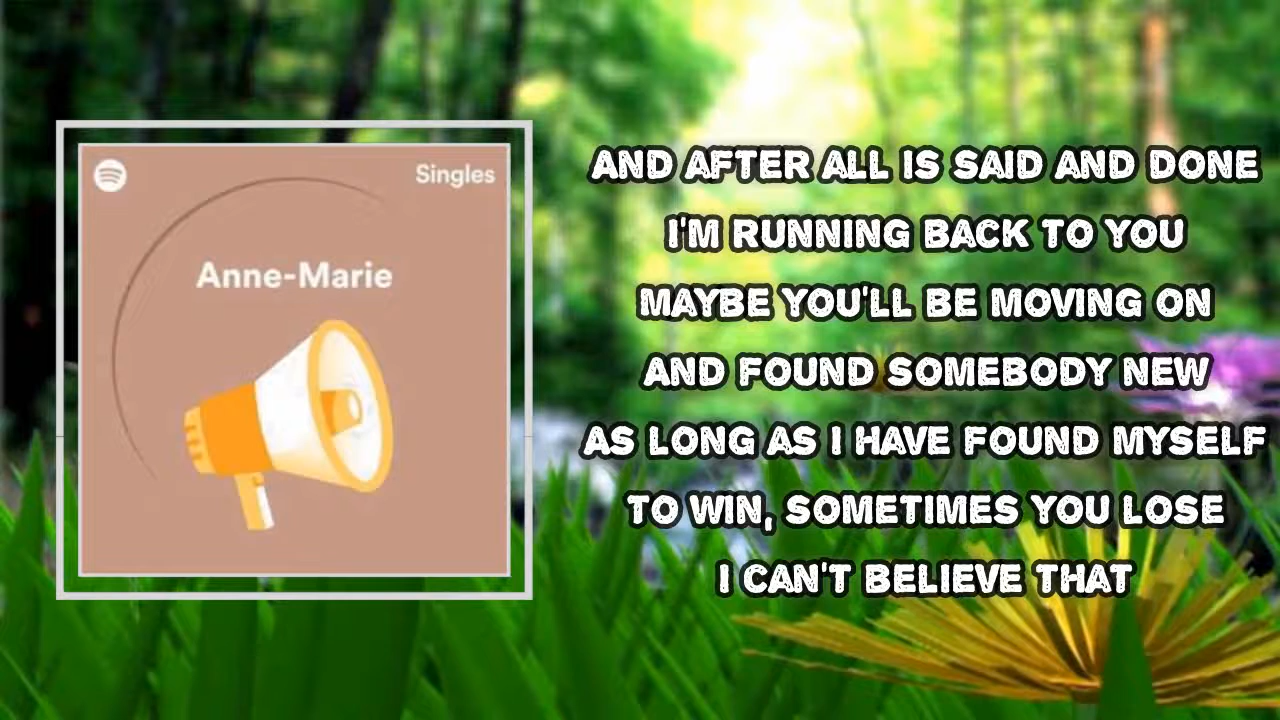 Singles
Anne-Marie
AND AFTER ALL IS SAID AND DONE
I'M RUNNING BACK TO YOU
MAYBE YOU'LL BE MOVING ON
AND FOUND SOMEBODY NEW
AS LONG AS I HAVE FOUND MYSELF
TO WIN, SOMETIMES YOU LOSE
I CAN'T BELIEVE THAT